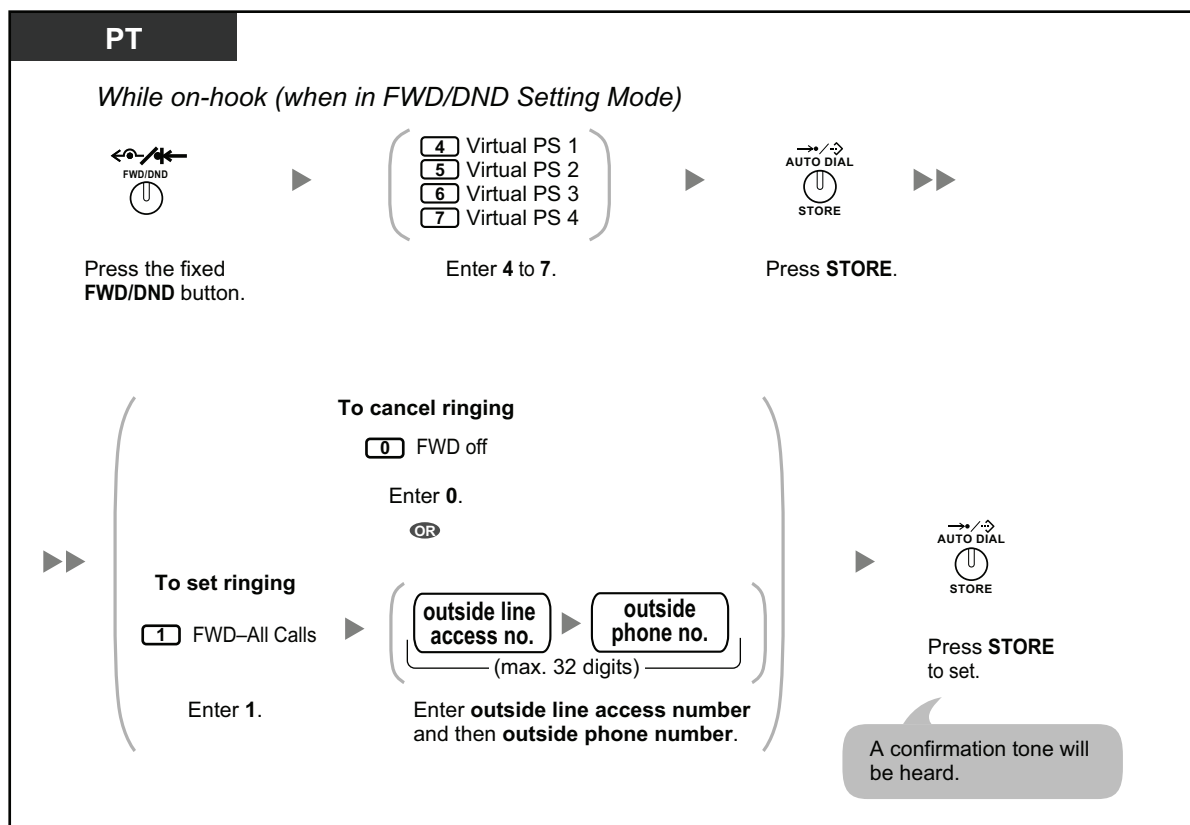 PT
While on-hook (when in FWD/DND Setting Mode)
FWD/DND
4 Virtual PS 1
5 Virtual PS 2
6 Virtual PS 3
7 Virtual PS 4
AUTO DIAL
STORE
Press the fixed
FWD/DND button.
Enter 4 to 7.
Press STORE.
To cancel ringing
0 FWD off
Enter 0.
OR
To set ringing
1 FWD–All Calls
Enter 1.
outside line
access no.
outside
phone no.
(max. 32 digits)
Enter outside line access number
and then outside phone number.
AUTO DIAL
STORE
Press STORE
to set.
A confirmation tone will
be heard.